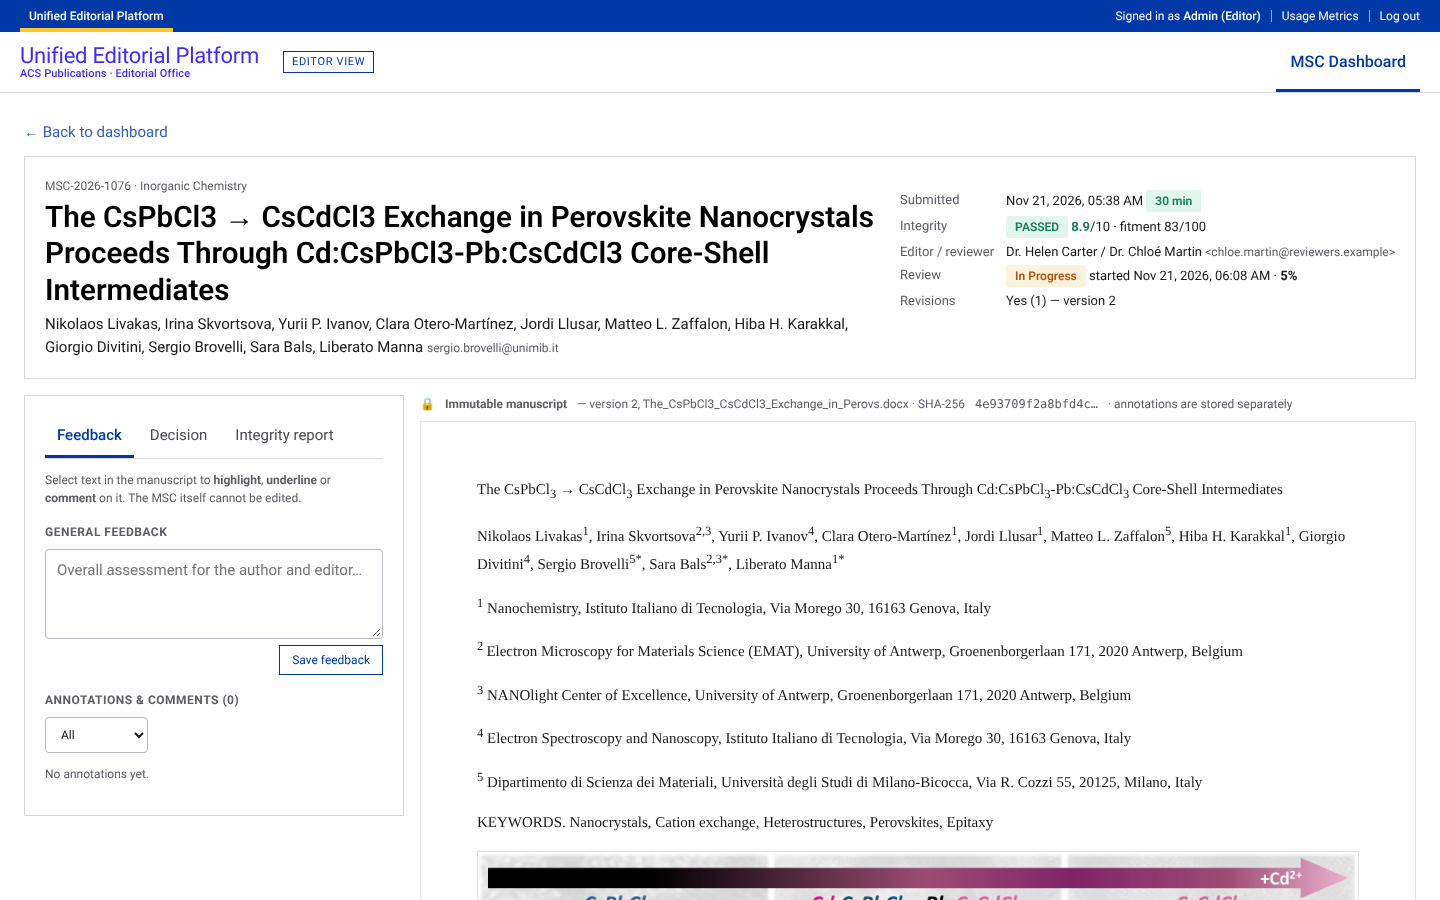 Unified Editorial Platform
Signed in as Admin (Editor) | Usage Metrics | Log out
Unified Editorial Platform
ACS Publications · Editorial Office
EDITOR VIEW
MSC Dashboard
← Back to dashboard
MSC-2026-1076 · Inorganic Chemistry
The CsPbCl3 → CsCdCl3 Exchange in Perovskite Nanocrystals
Proceeds Through Cd:CsPbCl3-Pb:CsCdCl3 Core-Shell
Intermediates
Nikolaos Livakas, Irina Skvortsova, Yurii P. Ivanov, Clara Otero-Martínez, Jordi Llusar, Matteo L. Zaffalon, Hiba H. Karakkal,
Giorgio Divitini, Sergio Brovelli, Sara Bals, Liberato Manna sergio.brovelli@unimib.it
Submitted Nov 21, 2026, 05:38 AM 30 min
Integrity PASSED 8.9/10 · fitment 83/100
Editor / reviewer Dr. Helen Carter / Dr. Chloé Martin <chloe.martin@reviewers.example>
Review In Progress started Nov 21, 2026, 06:08 AM · 5%
Revisions Yes (1) — version 2
Feedback Decision Integrity report
Select text in the manuscript to highlight, underline or
comment on it. The MSC itself cannot be edited.
GENERAL FEEDBACK
Overall assessment for the author and editor...
Save feedback
ANNOTATIONS & COMMENTS (0)
All
No annotations yet.
🔒 Immutable manuscript — version 2, The_CsPbCl3_CsCdCl3_Exchange_in_Perovs.docx · SHA-256 4e93709f2a8bfd4c… · annotations are stored separately
The CsPbCl3 → CsCdCl3 Exchange in Perovskite Nanocrystals Proceeds Through Cd:CsPbCl3-Pb:CsCdCl3 Core-Shell Intermediates
Nikolaos Livakas1, Irina Skvortsova2,3, Yurii P. Ivanov4, Clara Otero-Martínez1, Jordi Llusar1, Matteo L. Zaffalon5, Hiba H. Karakkal1, Giorgio
Divitini4, Sergio Brovelli5*, Sara Bals2,3*, Liberato Manna1*
1 Nanochemistry, Istituto Italiano di Tecnologia, Via Morego 30, 16163 Genova, Italy
2 Electron Microscopy for Materials Science (EMAT), University of Antwerp, Groenenborgerlaan 171, 2020 Antwerp, Belgium
3 NANOlight Center of Excellence, University of Antwerp, Groenenborgerlaan 171, 2020 Antwerp, Belgium
4 Electron Spectroscopy and Nanoscopy, Istituto Italiano di Tecnologia, Via Morego 30, 16163 Genova, Italy
5 Dipartimento di Scienza dei Materiali, Università degli Studi di Milano-Bicocca, Via R. Cozzi 55, 20125, Milano, Italy
KEYWORDS. Nanocrystals, Cation exchange, Heterostructures, Perovskites, Epitaxy
+Cd2+